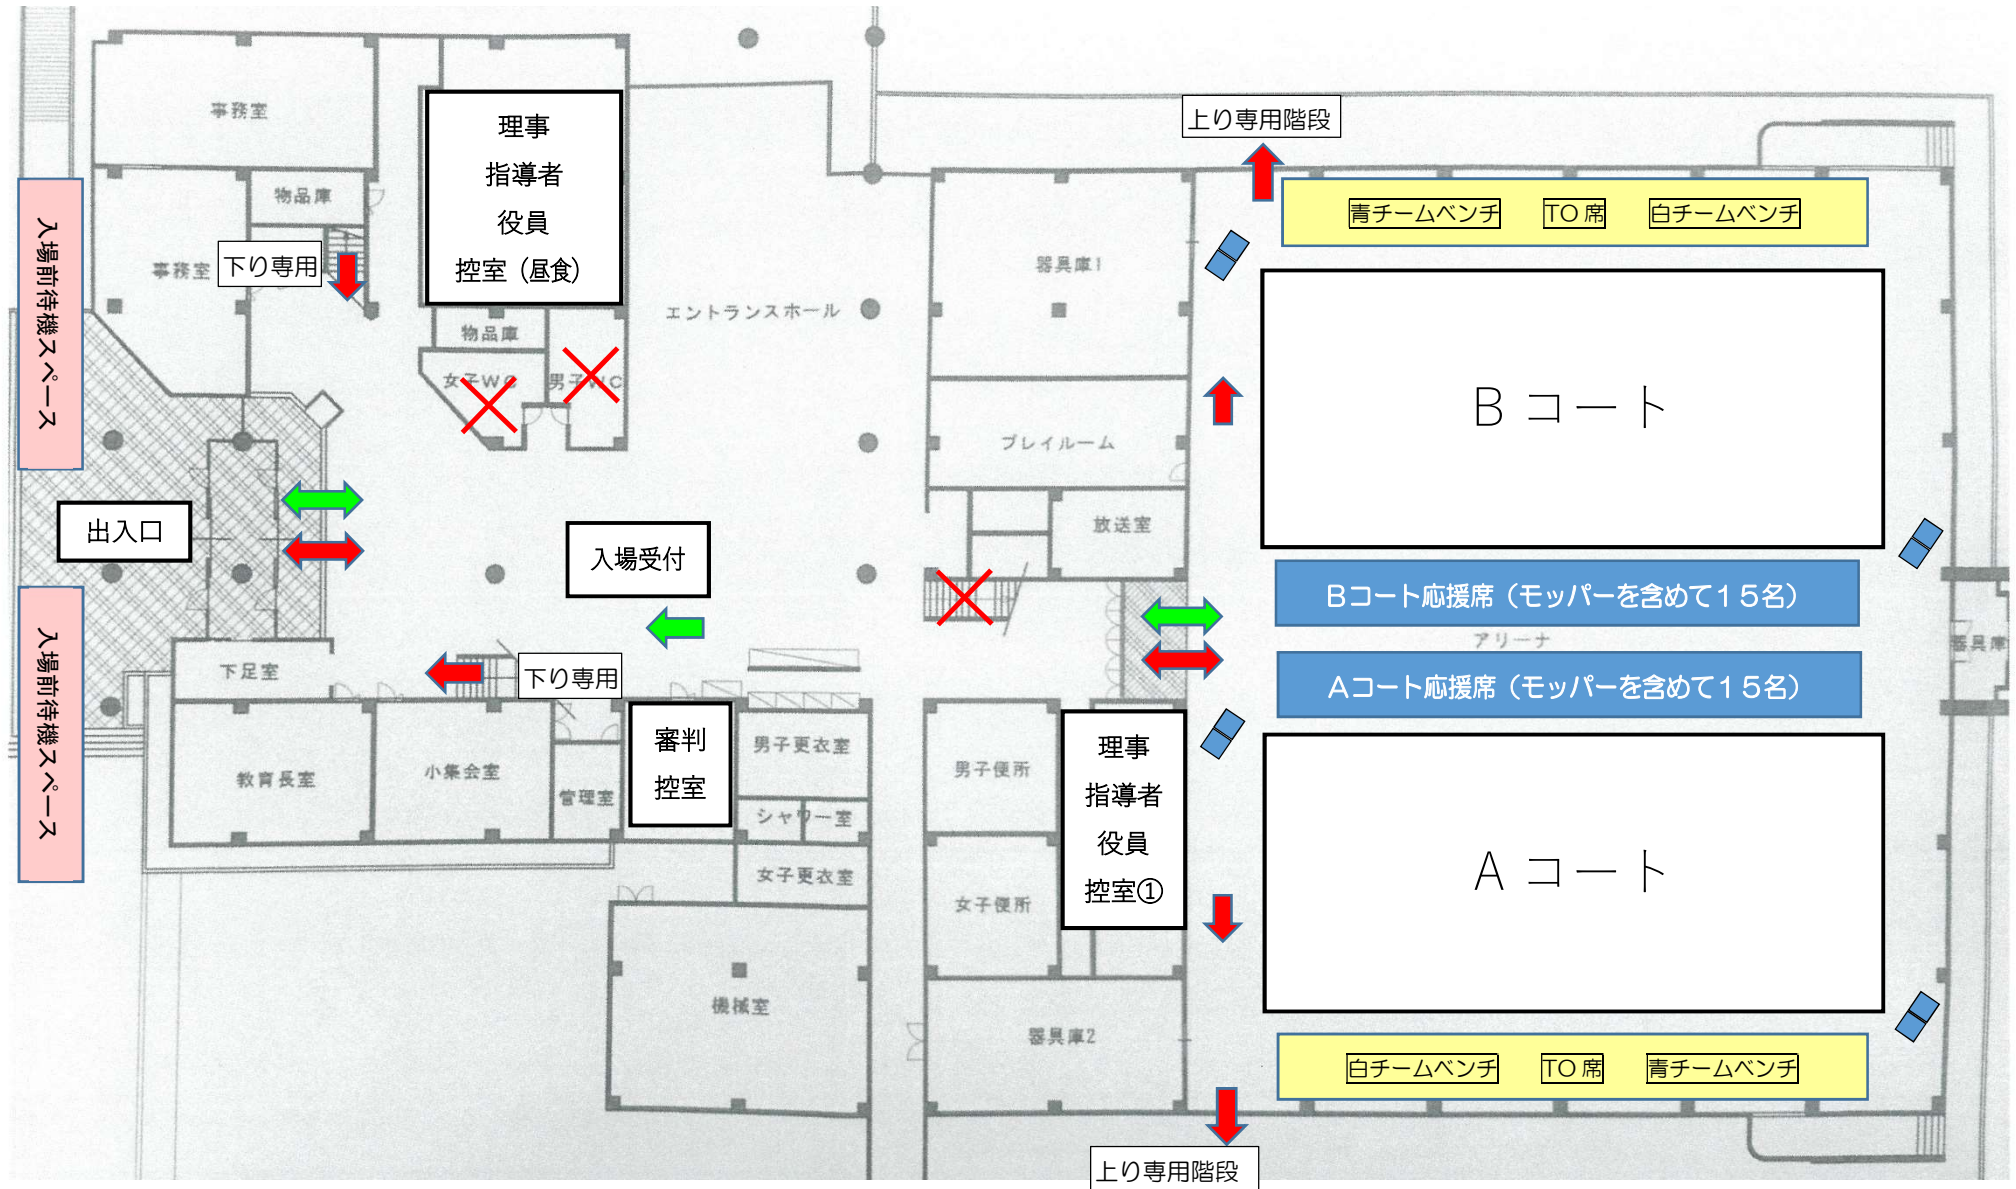 上り専用階段
事務室
理事
指導者
役員
控室（昼食）
青チームベンチ
TO席
白チームベンチ
物品庫
入場前待機スペース
下り専用
事務室
器具庫1
エントランスホール
物品庫
女子WC
男子WC
Bコート
プレイルーム
放送室
出入口
入場受付
Bコート応援席（モッパーを含めて１５名）
アリーナ
器具庫
下足室
下り専用
Aコート応援席（モッパーを含めて１５名）
入場前待機スペース
教育長室
小集会室
管理室
審判
控室
男子更衣室
シャワー室
女子更衣室
男子便所
女子便所
理事
指導者
役員
控室①
Aコート
機械室
器具庫2
白チームベンチ
TO席
青チームベンチ
上り専用階段